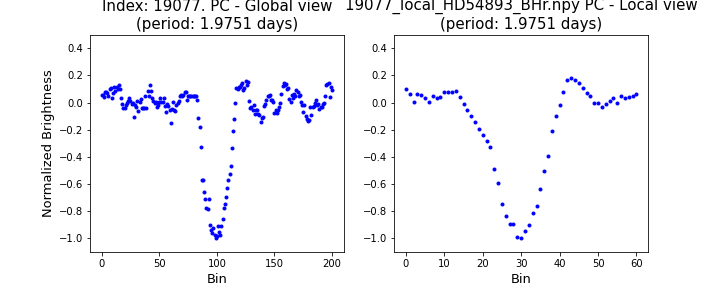 Index: 19077. PC - Global view
(period: 1.9751 days)
19077_local_HD54893_BHr.npy PC - Local view
(period: 1.9751 days)
Normalized Brightness
0.4
0.2
0.0
−0.2
−0.4
−0.6
−0.8
−1.0
0 50 100 150 200
Bin
0.4
0.2
0.0
−0.2
−0.4
−0.6
−0.8
−1.0
0 10 20 30 40 50 60
Bin